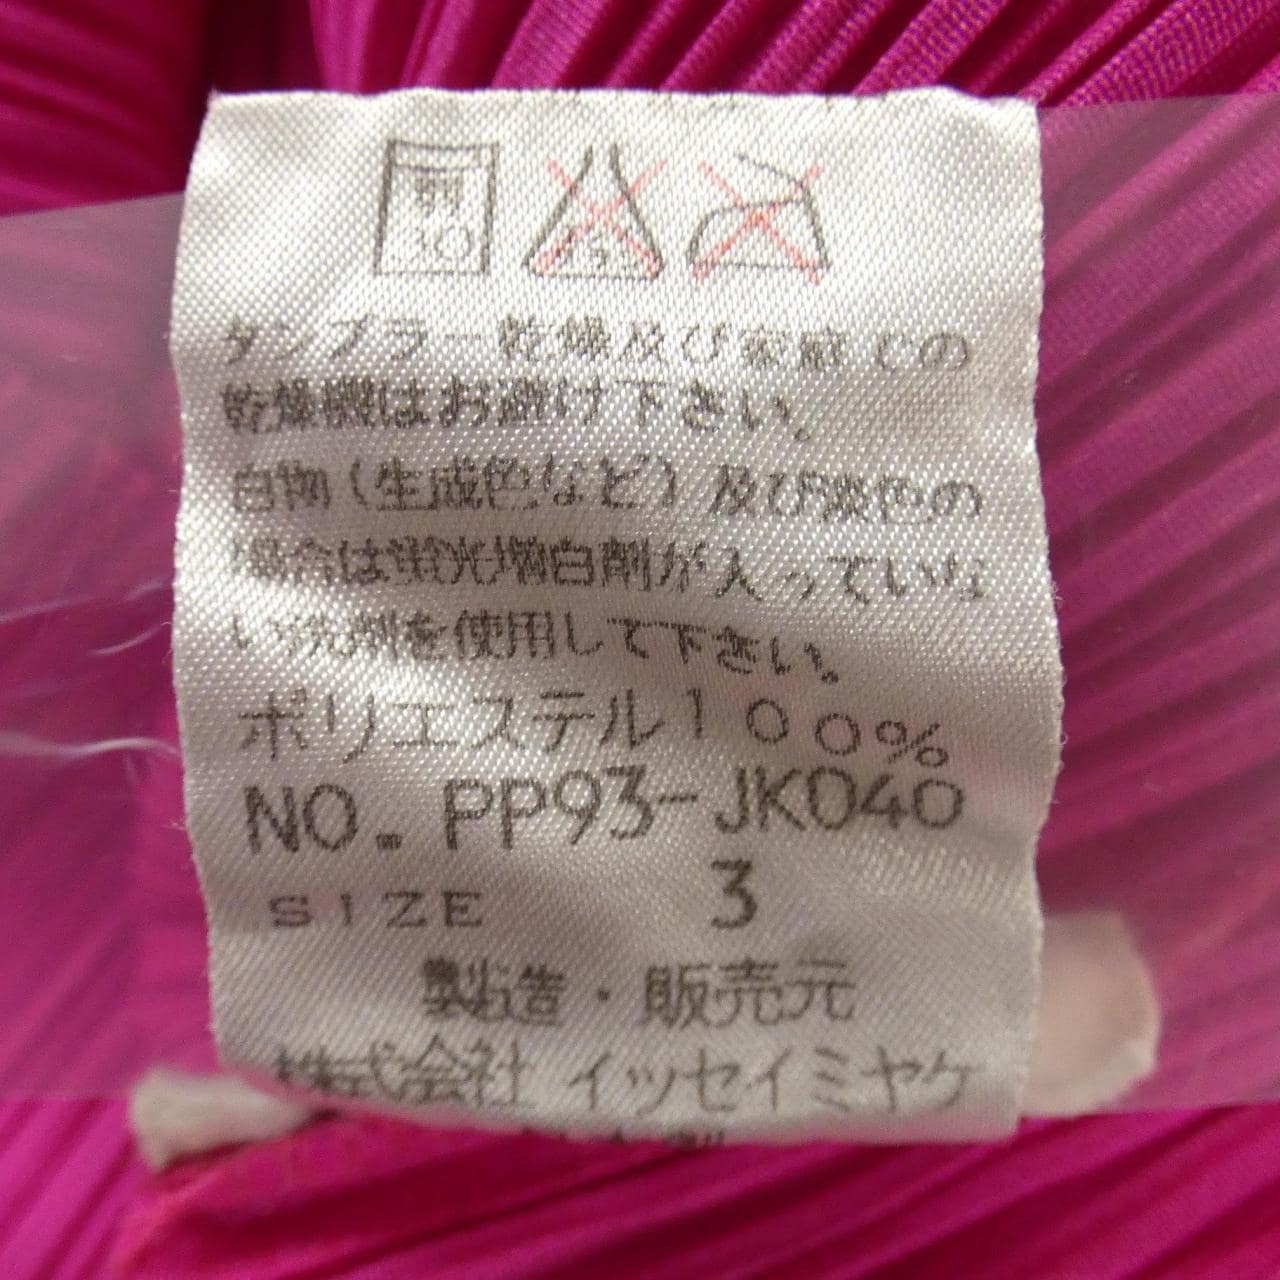 弱
30
タンブラー乾燥及び家庭での
乾燥機はお避け下さい。
白物(生成色など)及び淡色の
場合は蛍光増白剤が入っていな
い洗剤を使用して下さい。
ポリエステル100%
NO. PP93-JK040
SIZE 3
製造・販売元
株式会社 イッセイミヤケ